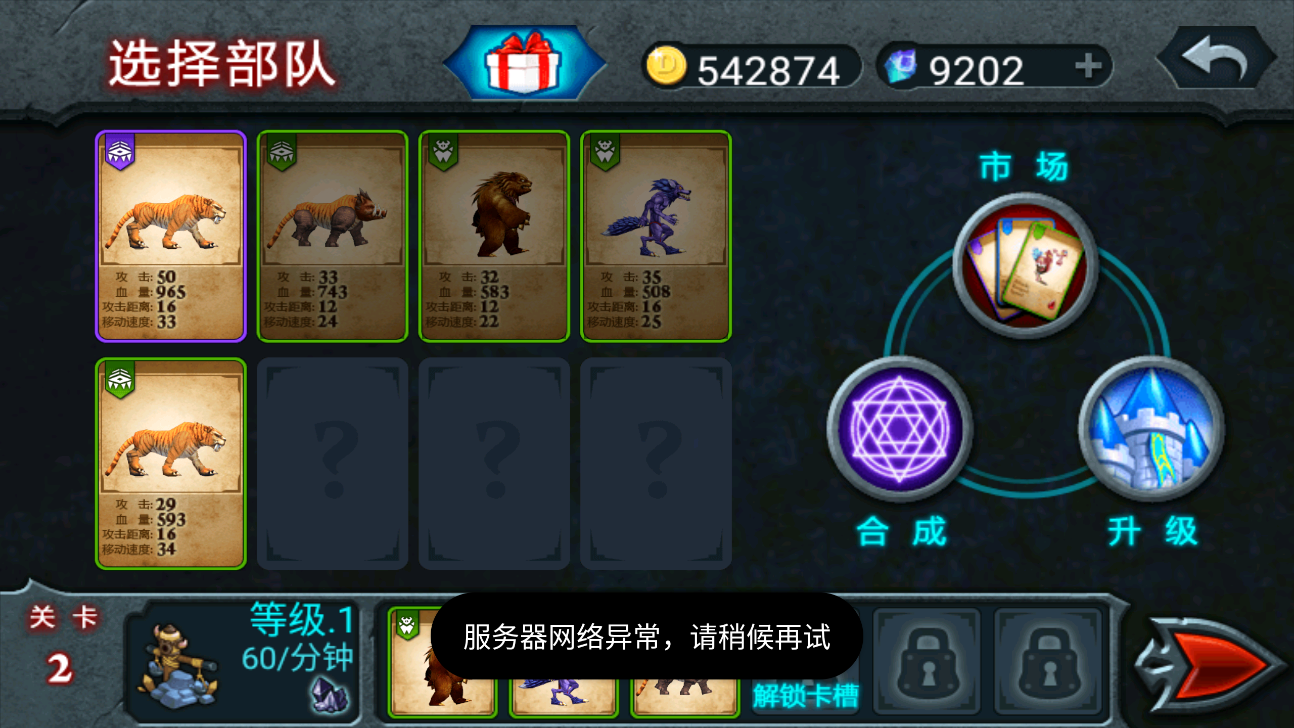 选择部队
542874
9202
攻 击: 50
血 量: 965
攻击距离: 16
移动速度: 33
攻 击: 33
血 量: 743
攻击距离: 12
移动速度: 24
攻 击: 32
血 量: 583
攻击距离: 12
移动速度: 22
攻 击: 35
血 量: 508
攻击距离: 16
移动速度: 25
攻 击: 29
血 量: 593
攻击距离: 16
移动速度: 34
?
?
?
市 场
合 成
升 级
关 卡
2
等级.1
60/分钟
服务器网络异常，请稍候再试
解锁卡槽